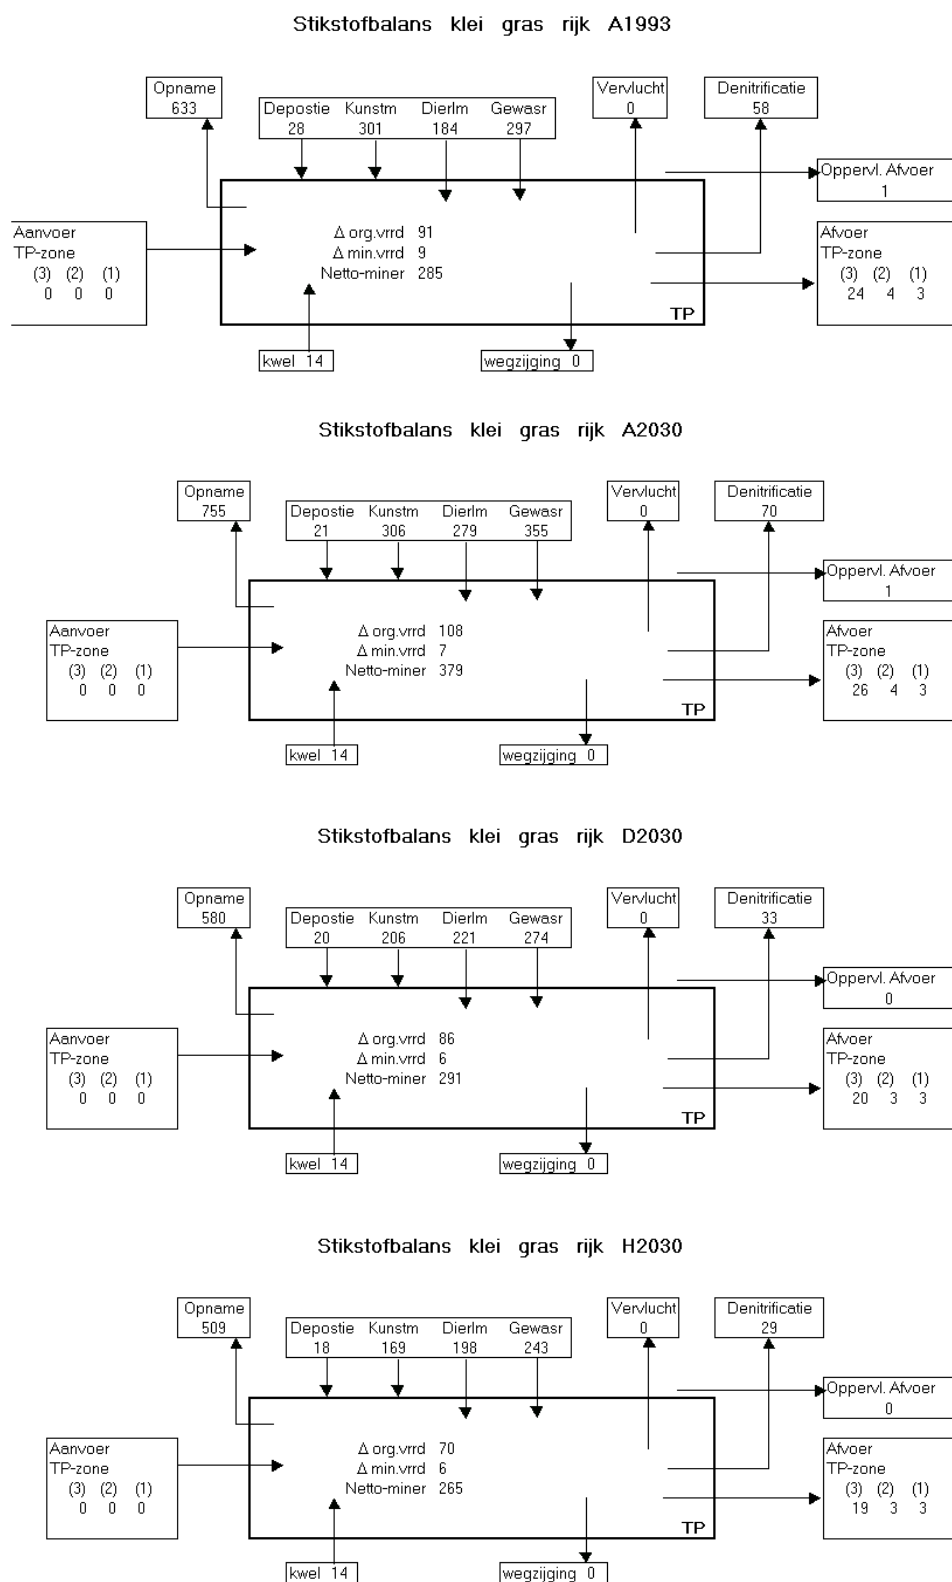 Stikstofbalans klei gras rijk A1993
Opname
633
Depostie Kunstm Dierlm Gewasr
28 301 184 297
Vervlucht
0
Denitrificatie
58
Oppervl. Afvoer
1
Aanvoer
TP-zone
(3) (2) (1)
0 0 0
Δ org.vrrd 91
Δ min.vrrd 9
Netto-miner 285
Afvoer
TP-zone
(3) (2) (1)
24 4 3
TP
kwel 14
wegzijging 0
Stikstofbalans klei gras rijk A2030
Opname
755
Depostie Kunstm Dierlm Gewasr
21 306 279 355
Vervlucht
0
Denitrificatie
70
Oppervl. Afvoer
1
Aanvoer
TP-zone
(3) (2) (1)
0 0 0
Δ org.vrrd 108
Δ min.vrrd 7
Netto-miner 379
Afvoer
TP-zone
(3) (2) (1)
26 4 3
TP
kwel 14
wegzijging 0
Stikstofbalans klei gras rijk D2030
Opname
580
Depostie Kunstm Dierlm Gewasr
20 206 221 274
Vervlucht
0
Denitrificatie
33
Oppervl. Afvoer
0
Aanvoer
TP-zone
(3) (2) (1)
0 0 0
Δ org.vrrd 86
Δ min.vrrd 6
Netto-miner 291
Afvoer
TP-zone
(3) (2) (1)
20 3 3
TP
kwel 14
wegzijging 0
Stikstofbalans klei gras rijk H2030
Opname
509
Depostie Kunstm Dierlm Gewasr
18 169 198 243
Vervlucht
0
Denitrificatie
29
Oppervl. Afvoer
0
Aanvoer
TP-zone
(3) (2) (1)
0 0 0
Δ org.vrrd 70
Δ min.vrrd 6
Netto-miner 265
Afvoer
TP-zone
(3) (2) (1)
19 3 3
TP
kwel 14
wegzijging 0